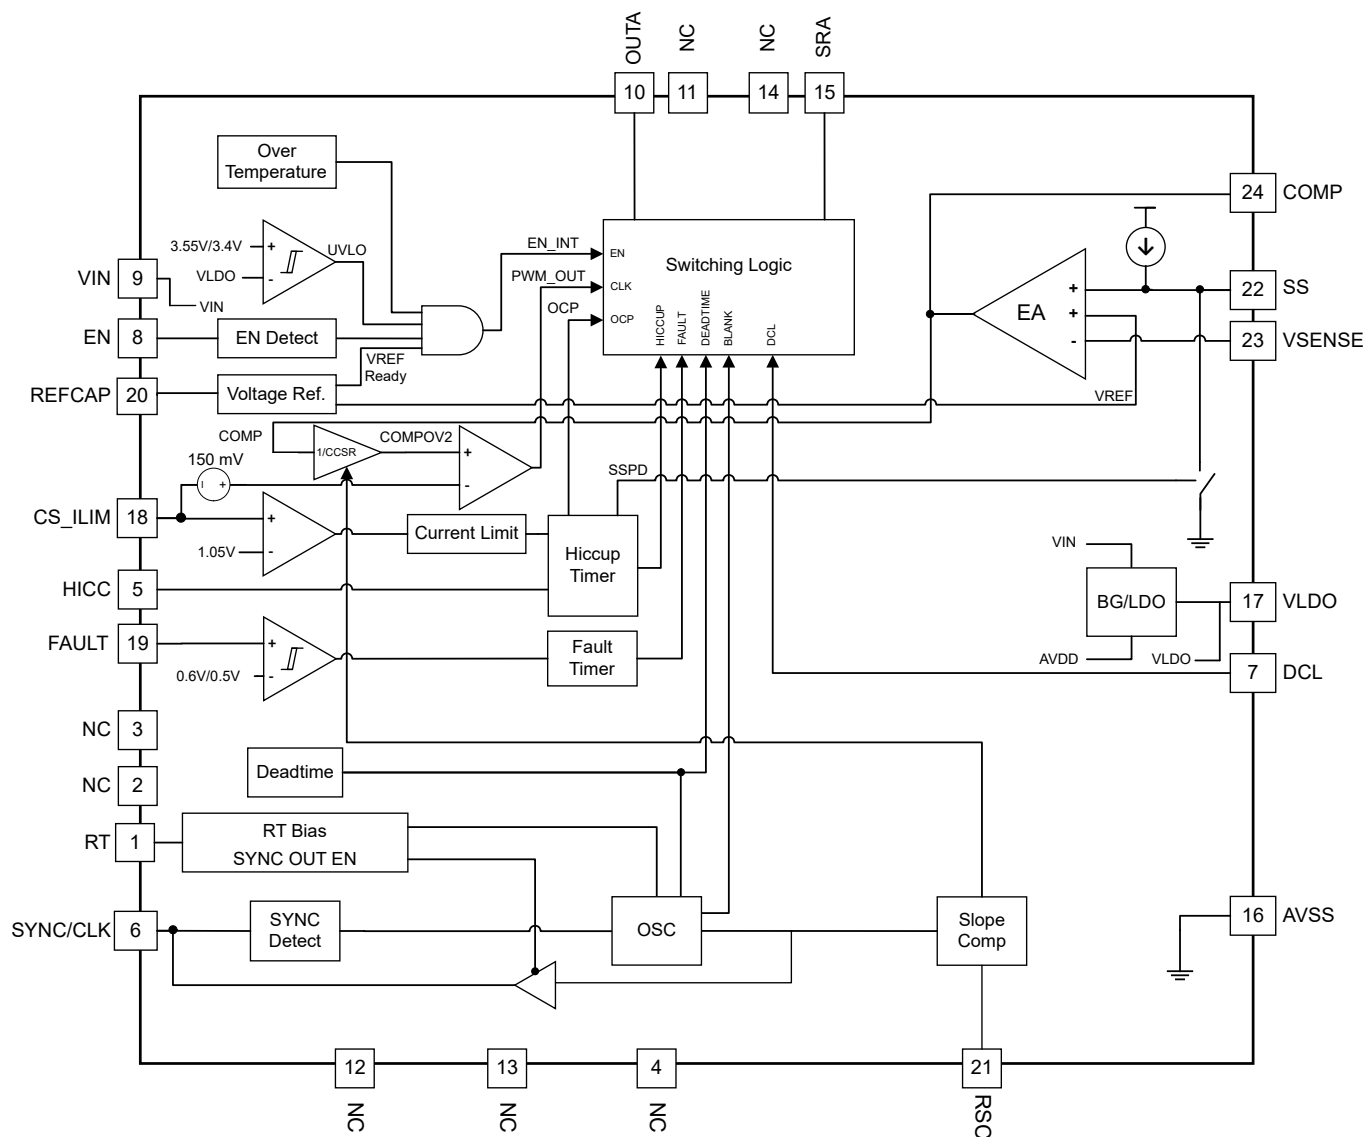 OUTA
NC
NC
SRA
10
11
14
15
Over
Temperature
24
COMP
3.55V/3.4V
+
UVLO
VLDO
-
EN_INT
EN
Switching Logic
PWM_OUT
CLK
OCP
OCP
HICCUP
FAULT
DEADTIME
BLANK
DCL
VIN
9
VIN
EA
+
+
-
22
SS
23
VSENSE
EN
8
EN Detect
VREF
Ready
REFCAP
20
Voltage Ref.
VREF
COMP
1/CCSR
COMPOV2
+
-
150 mV
- +
SSPD
CS_ILIM
18
+
1.05V
-
Current Limit
Hiccup
Timer
VIN
HICC
5
BG/LDO
17
VLDO
AVDD
VLDO
FAULT
19
+
0.6V/0.5V
-
Fault
Timer
7
DCL
NC
3
NC
2
Deadtime
RT
1
RT Bias
SYNC OUT EN
SYNC/CLK
6
SYNC
Detect
OSC
Slope
Comp
16
AVSS
12
13
4
21
NC
NC
NC
RSC